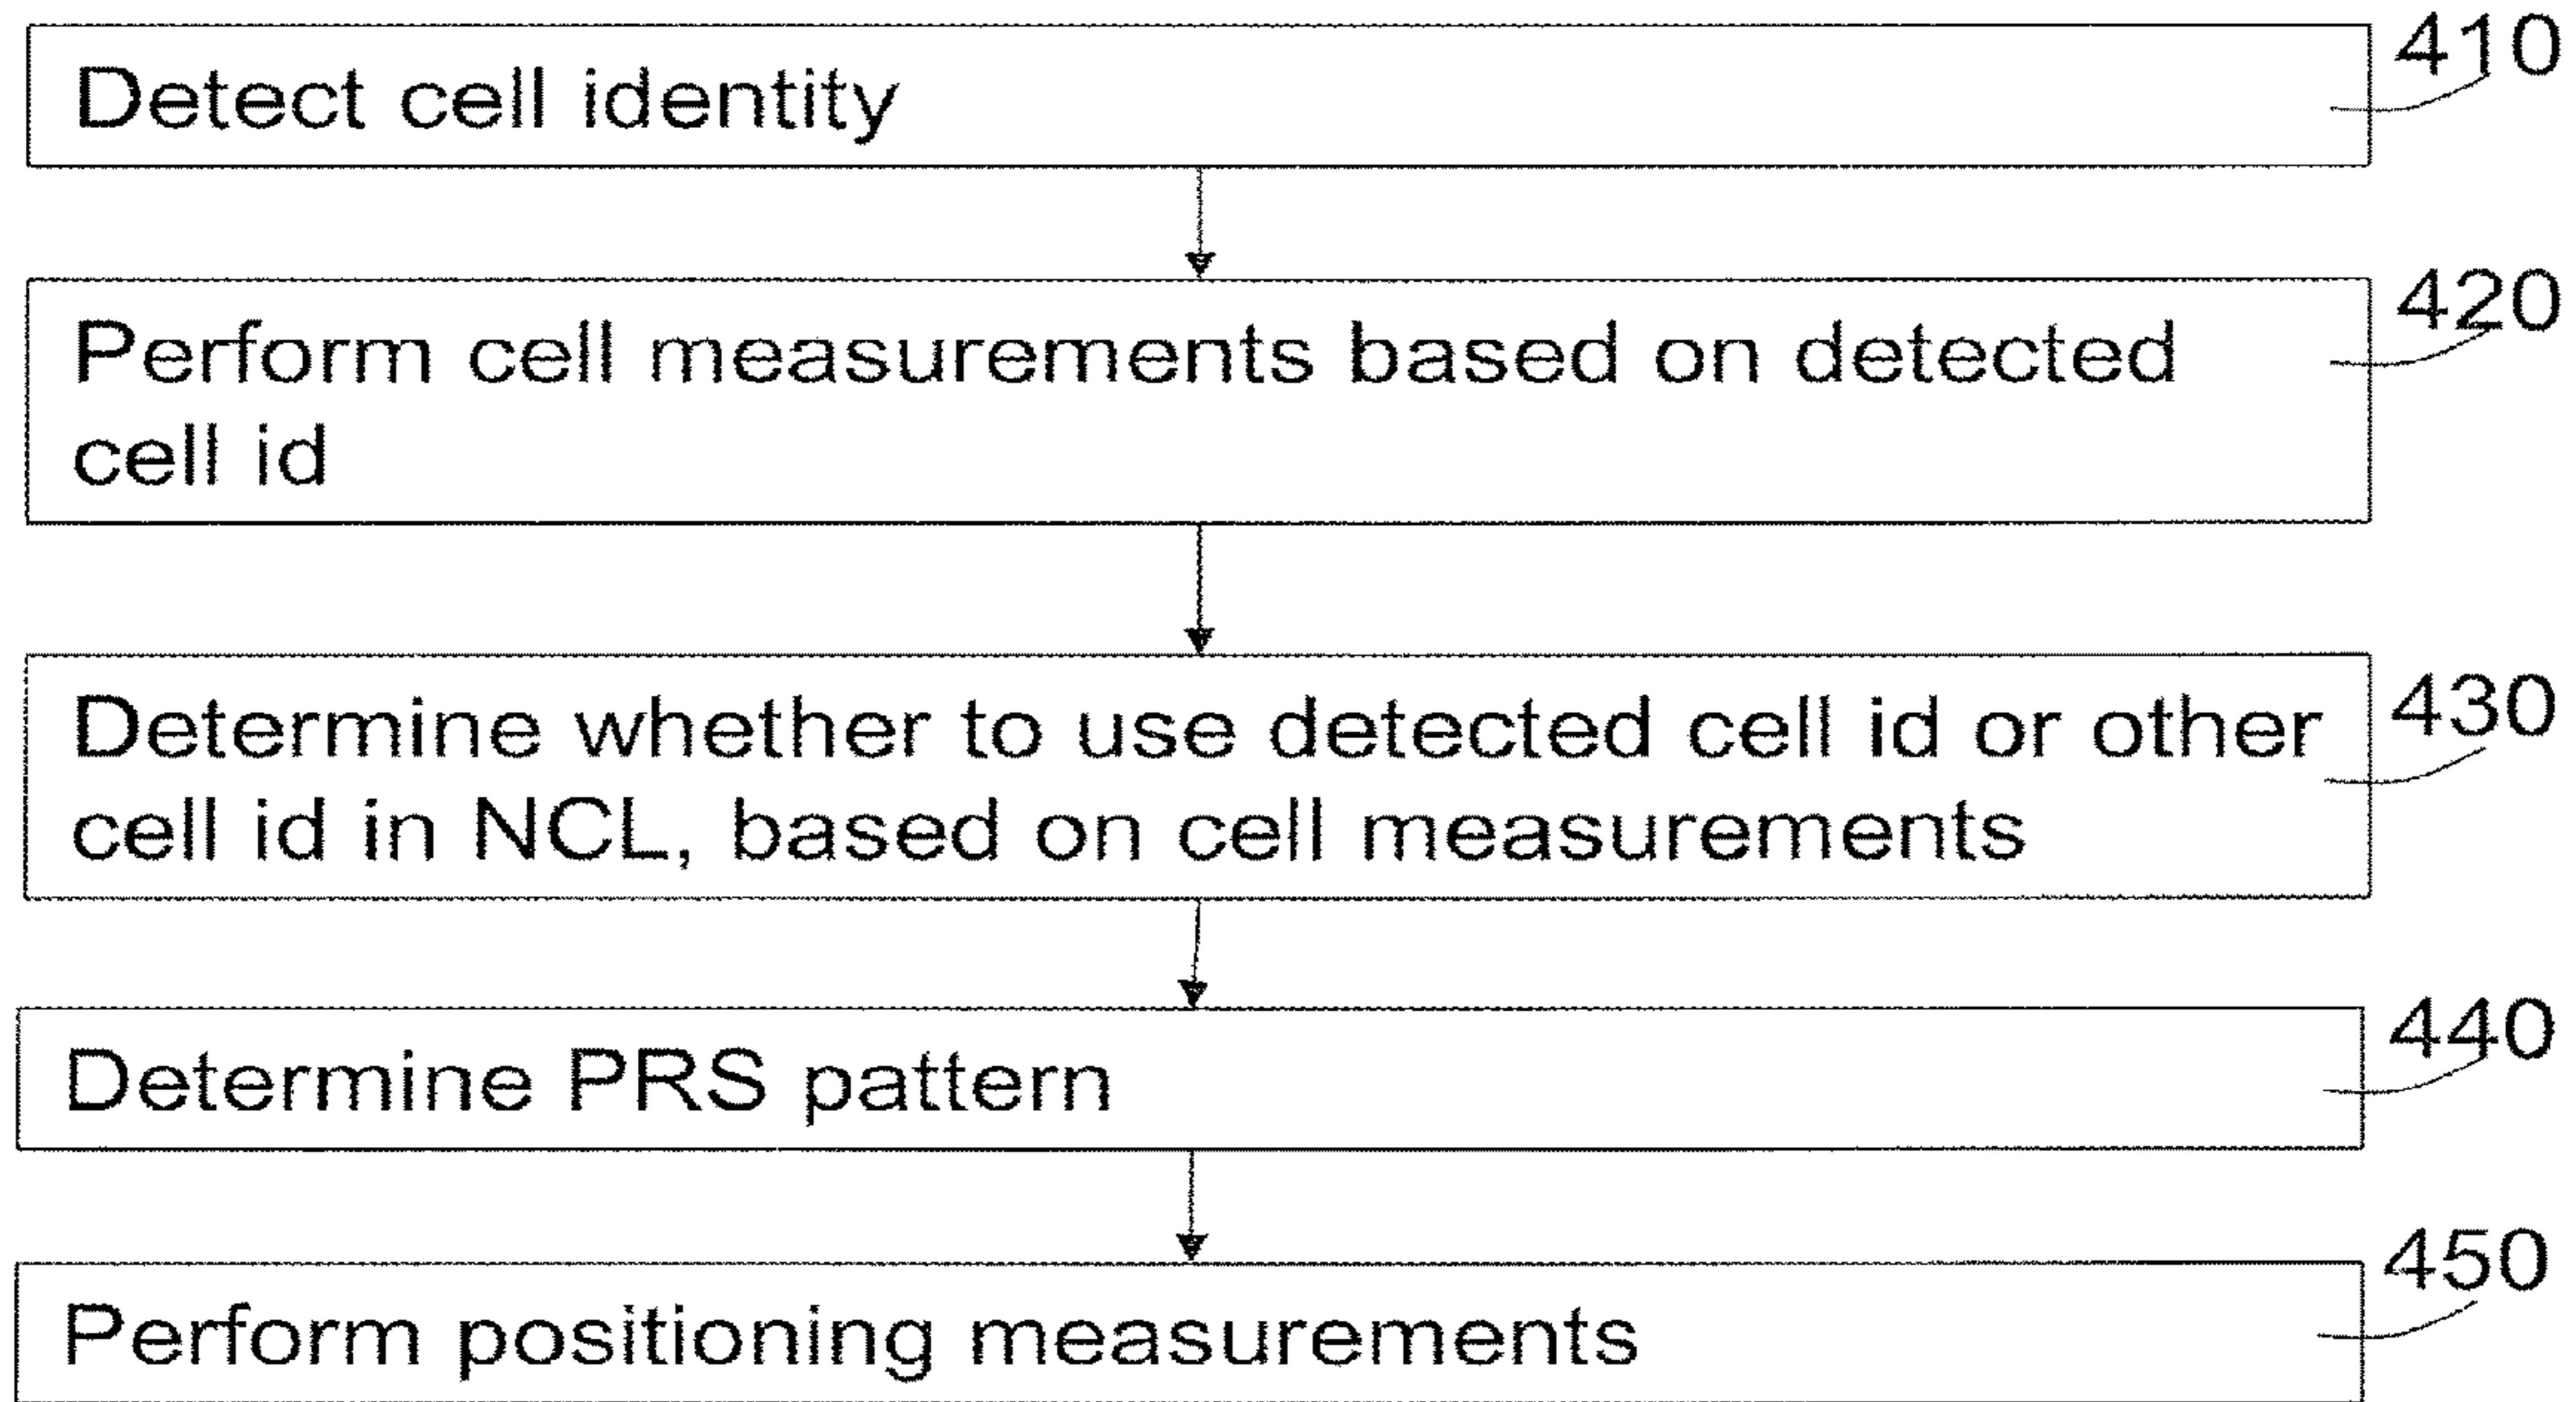 410
Detect cell identity
420
Perform cell measurements based on detected
cell id
430
Determine whether to use detected cell id or other
cell id in NCL, based on cell measurements
440
Determine PRS pattern
450
Perform positioning measurements